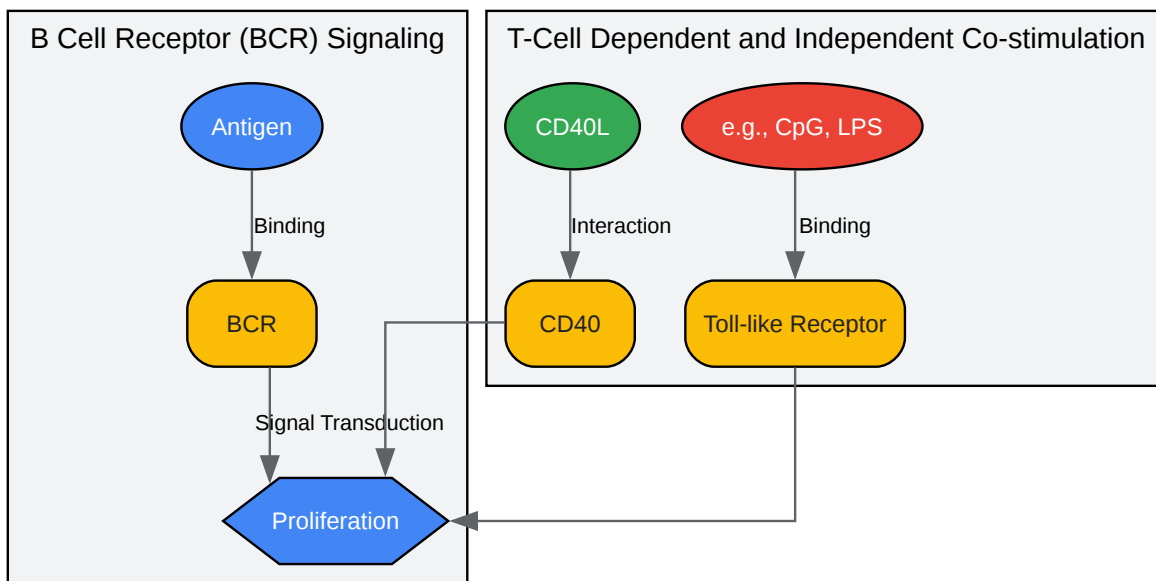 B Cell Receptor (BCR) Signaling
T-Cell Dependent and Independent Co-stimulation
Antigen
CD40L
e.g., CpG, LPS
Binding
Interaction
Binding
BCR
CD40
Toll-like Receptor
Signal Transduction
Proliferation